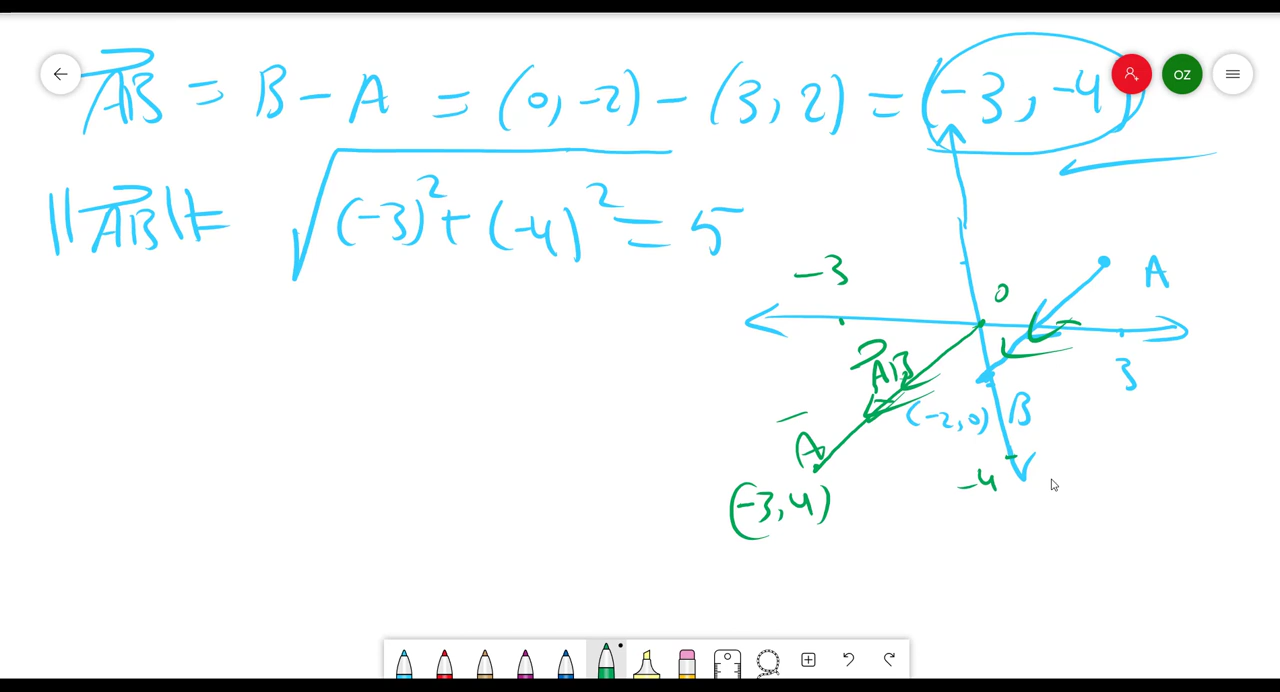 AB = B - A = (0, -2) - (3, 2) = (-3, -4)
OZ
||AB|| = √(-3)² + (-4)² = 5
-3
0
A
AB
3
(-2,0) B
A
-4
(-3,4)